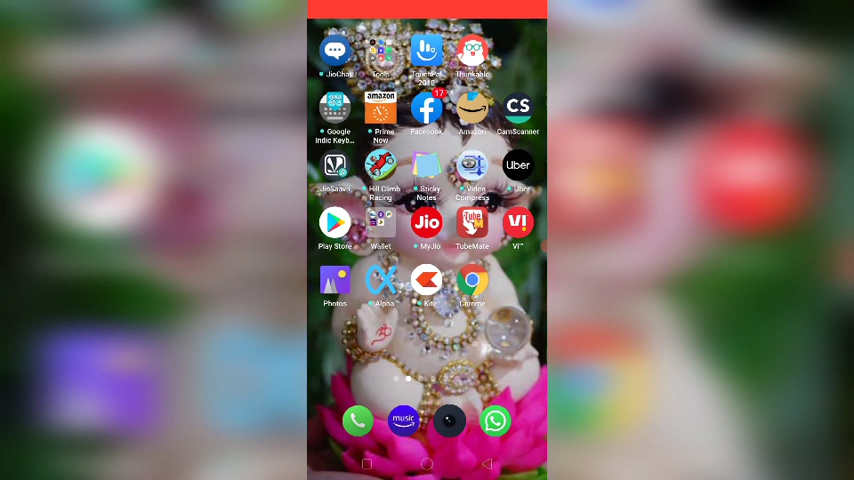 JioChat
Tools
TouchPal
2018
Thunkable
17
amazon
CS
Google
Indic Keyb...
Prime
Now
Facebook
Amazon
CamScanner
Uber
JioSaavn
Hill Climb
Racing
Sticky
Notes
Video
Compress
Uber
Jio
Tube
M
VI!
Play Store
Wallet
MyJio
TubeMate
Vi™
Photos
Alpha
Kite
Chrome
music